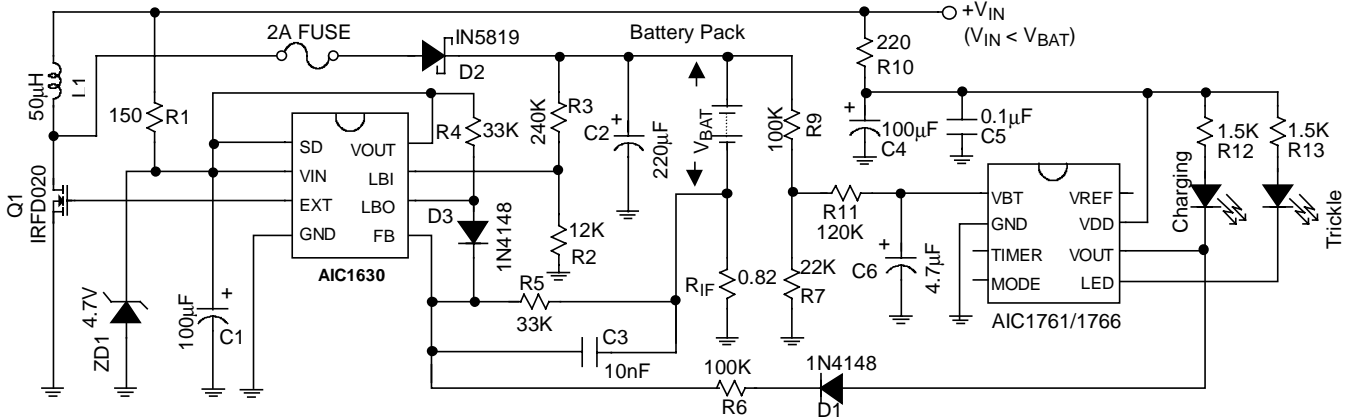 +VIN
(VIN < VBAT)
2A FUSE
IN5819
D2
Battery Pack
220
R10
50µH
L1
150
R1
R4
33K
240K
R3
C2
+
220µF
VBAT
100K
R9
+
100µF
C4
0.1µF
C5
1.5K
R12
1.5K
R13
SD
VIN
EXT
GND
VOUT
LBI
LBO
FB
AIC1630
Q1
IRFD020
D3
1N4148
12K
R2
R11
120K
VBT
GND
TIMER
MODE
VREF
VDD
VOUT
LED
AIC1761/1766
Charging
Trickle
ZD1
4.7V
100µF
+
C1
R5
33K
RIF
0.82
22K
R7
C6
+
4.7µF
C3
10nF
100K
R6
1N4148
D1